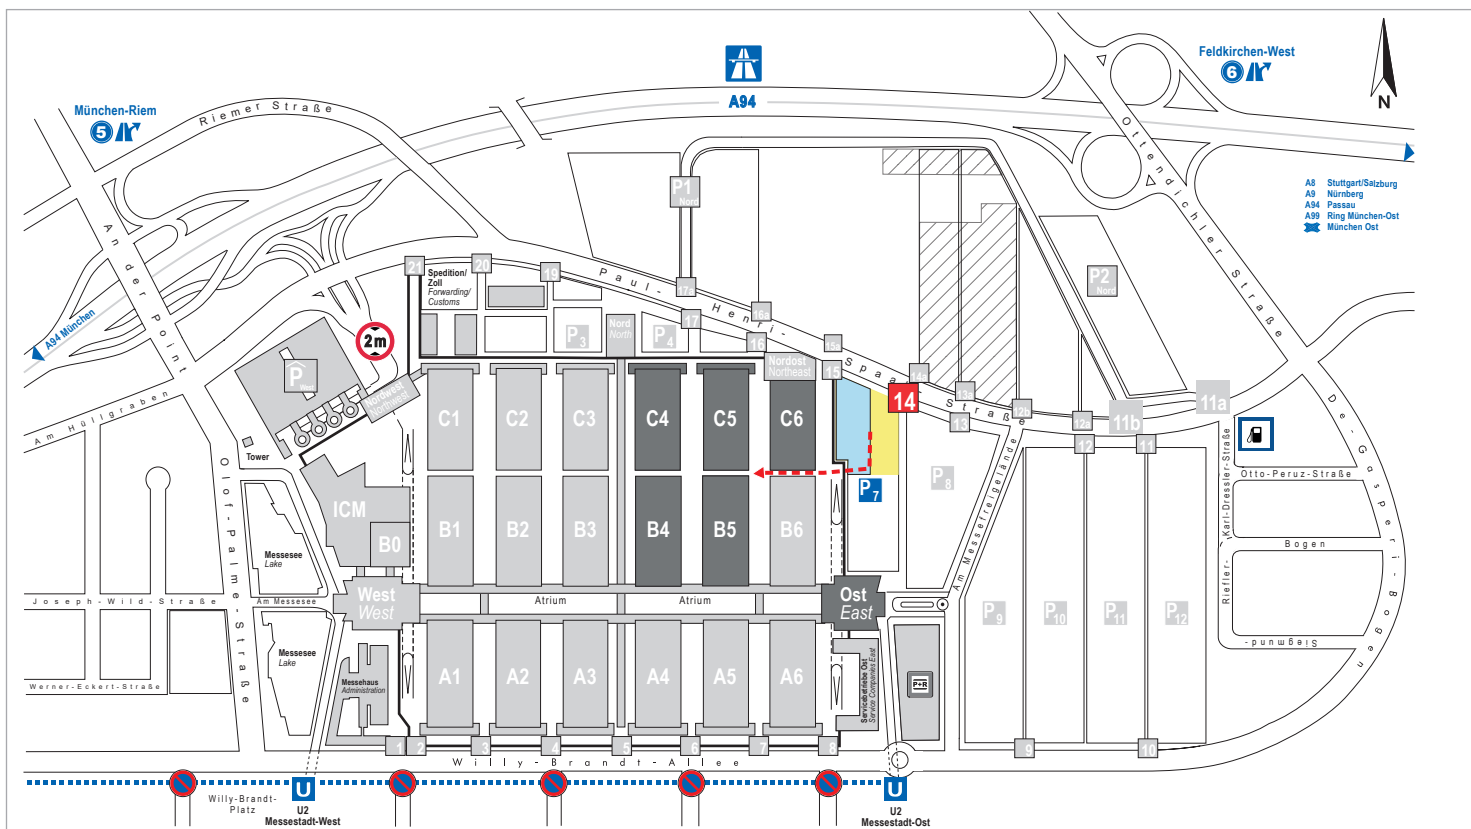 Feldkirchen-West
6
A94
N
München-Riem
5
Riemer Straße
Ottendichler Straße
A8 Stuttgart/Salzburg
A9 Nürnberg
A94 Passau
A99 Ring München-Ost
München Ost
P1
Nord
An der Point
Paul-Henri-Spaak-Straße
21
20
19
Spedition/
Zoll
Forwarding/
Customs
17a
P2
Nord
16a
A94 München
2m
P3
Nord
North
P4
17
16
15a
Nordost
Northeast
15
14a
P
West
Nordwest
Northwest
14
13a
12b
12a
11b
11a
13
12
11
Am Hüllgraben
Tower
C1
C2
C3
C4
C5
C6
P7
P8
Am Messefreigelände
Karl-Dressler-Straße
Otto-Peruz-Straße
De-Gasperi-Bogen
Olof-Palme-Straße
ICM
B0
B1
B2
B3
B4
B5
B6
Bogen
Riefler-
Messesee
Lake
Joseph-Wild-Straße
Am Messesee
West
West
Atrium
Atrium
Ost
East
P9
P10
P11
P12
Siegmund-
Messesee
Lake
Werner-Eckert-Straße
Messehaus
Administration
A1
A2
A3
A4
A5
A6
Servicebetriebe Ost
Service Companies East
P+R
1
2
3
4
5
6
7
8
9
10
Willy-Brandt-Allee
Willy-Brandt-
Platz
U
U2
Messestadt-West
U
U2
Messestadt-Ost